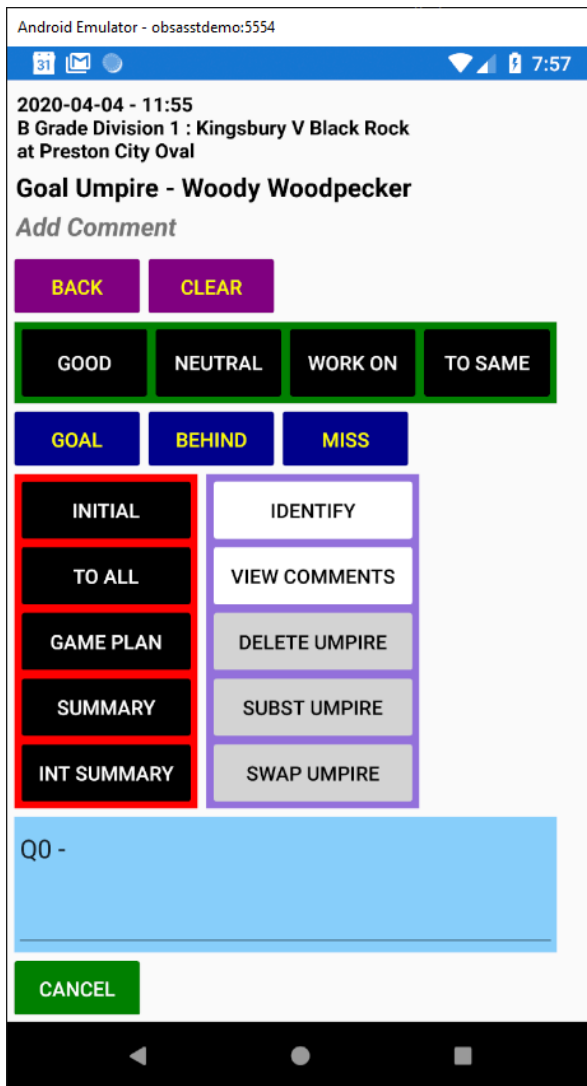 Android Emulator - obsasstdemo:5554
31 7:57
2020-04-04 - 11:55
B Grade Division 1 : Kingsbury V Black Rock
at Preston City Oval
Goal Umpire - Woody Woodpecker
Add Comment
BACK CLEAR
GOOD NEUTRAL WORK ON TO SAME
GOAL BEHIND MISS
INITIAL IDENTIFY
TO ALL VIEW COMMENTS
GAME PLAN DELETE UMPIRE
SUMMARY SUBST UMPIRE
INT SUMMARY SWAP UMPIRE
Q0 -
CANCEL